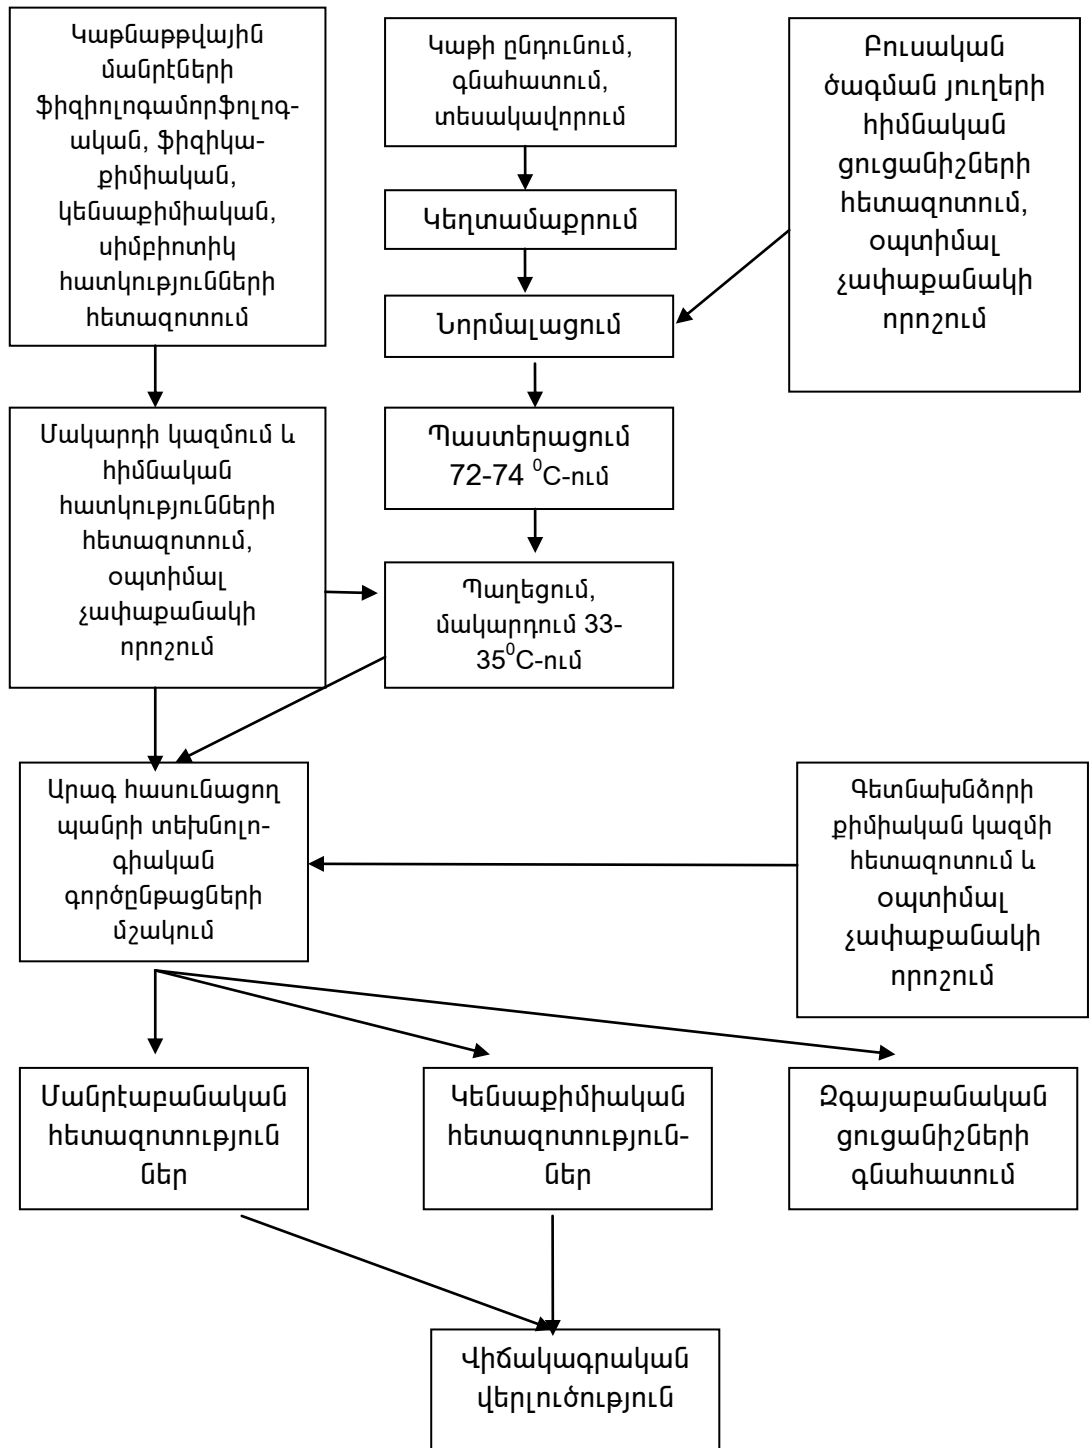 Կաթնաթթվային
մանրէների
ֆիզիոլոգամորֆոլոգ-
ական, ֆիզիկա-
քիմիական,
կենսաքիմիական,
սիմբիոտիկ
հատկությունների
հետազոտում
Կաթի ընդունում,
գնահատում,
տեսակավորում
Բուսական
ծագման յուղերի
հիմնական
ցուցանիշների
հետազոտում,
օպտիմալ
չափաքանակի
որոշում
Կեղտամաքրում
Նորմալացում
Մակարդի կազմում և
հիմնական
հատկությունների
հետազոտում,
օպտիմալ
չափաքանակի
որոշում
Պաստերացում
72-74 ⁰C-ում
Պաղեցում,
մակարդում 33-
35⁰C-ում
Արագ հասունացող
պանրի տեխնոլո-
գիական
գործընթացների
մշակում
Գետնախնձորի
քիմիական կազմի
հետազոտում և
օպտիմալ
չափաքանակի
որոշում
Մանրէաբանական
հետազոտություն
ներ
Կենսաքիմիական
հետազոտություն-
ներ
Զգայաբանական
ցուցանիշների
գնահատում
Վիճակագրական
վերլուծություն